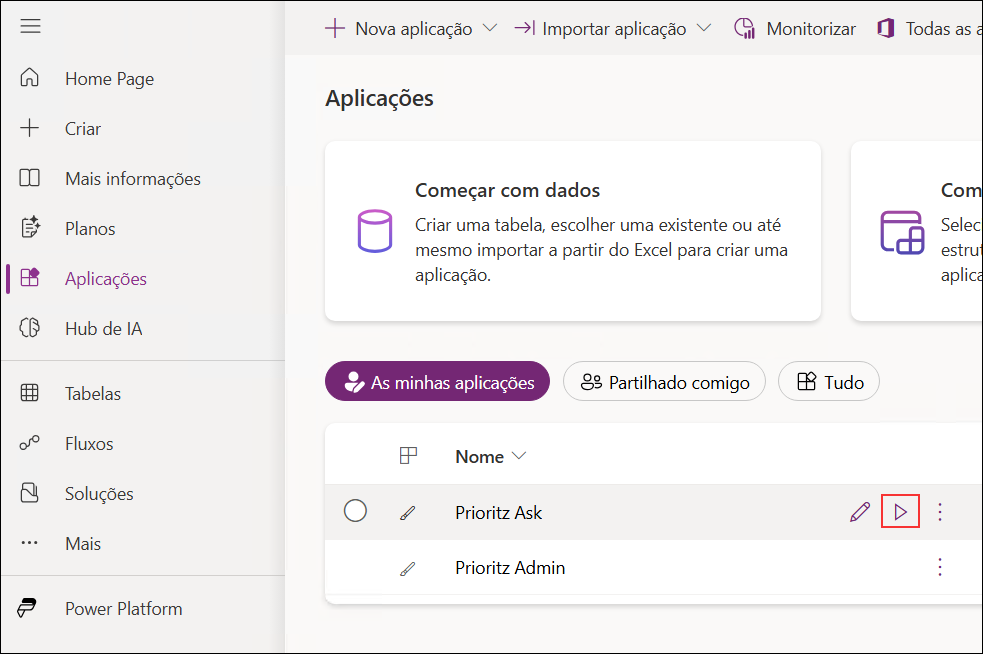 Nova aplicação
Importar aplicação
Monitorizar
Todas as a
Home Page
Criar
Mais informações
Planos
Aplicações
Hub de IA
Tabelas
Fluxos
Soluções
Mais
Power Platform
Aplicações
Começar com dados
Criar uma tabela, escolher uma existente ou até
mesmo importar a partir do Excel para criar uma
aplicação.
Com
Selec
estrut
aplica
As minhas aplicações
Partilhado comigo
Tudo
Nome
Prioritz Ask
Prioritz Admin